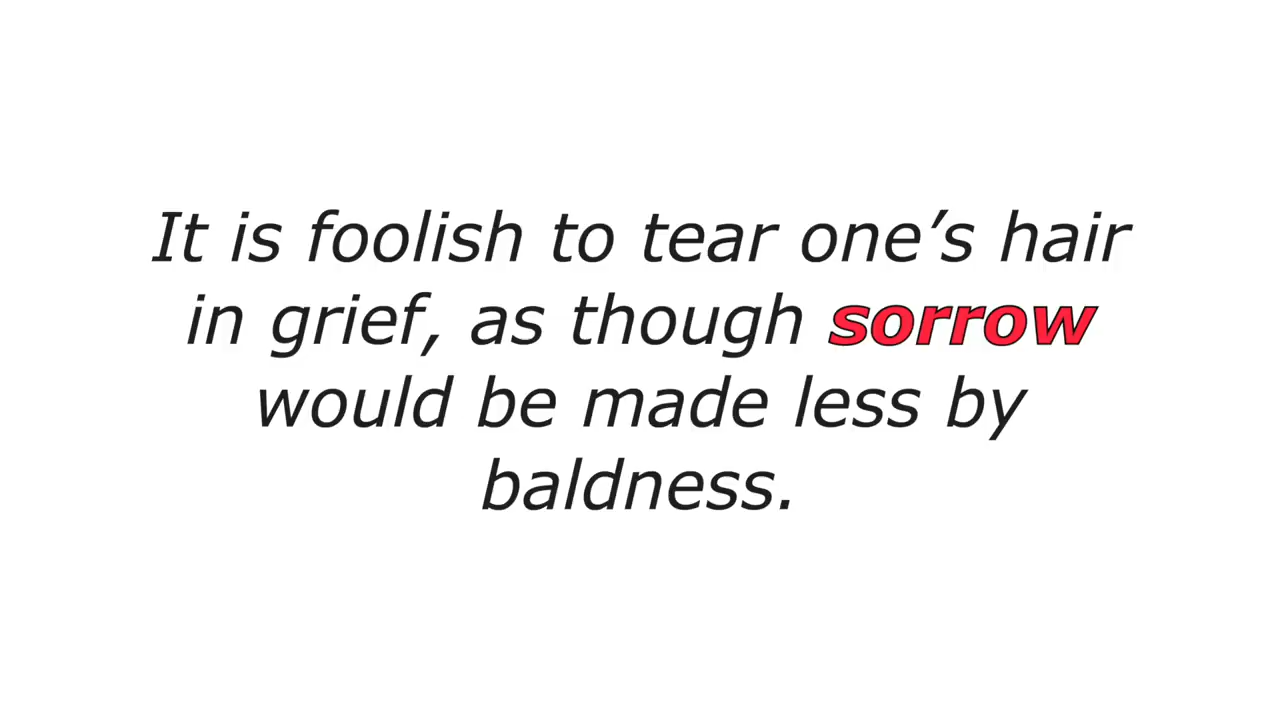 It is foolish to tear one’s hair
in grief, as though sorrow
would be made less by
baldness.